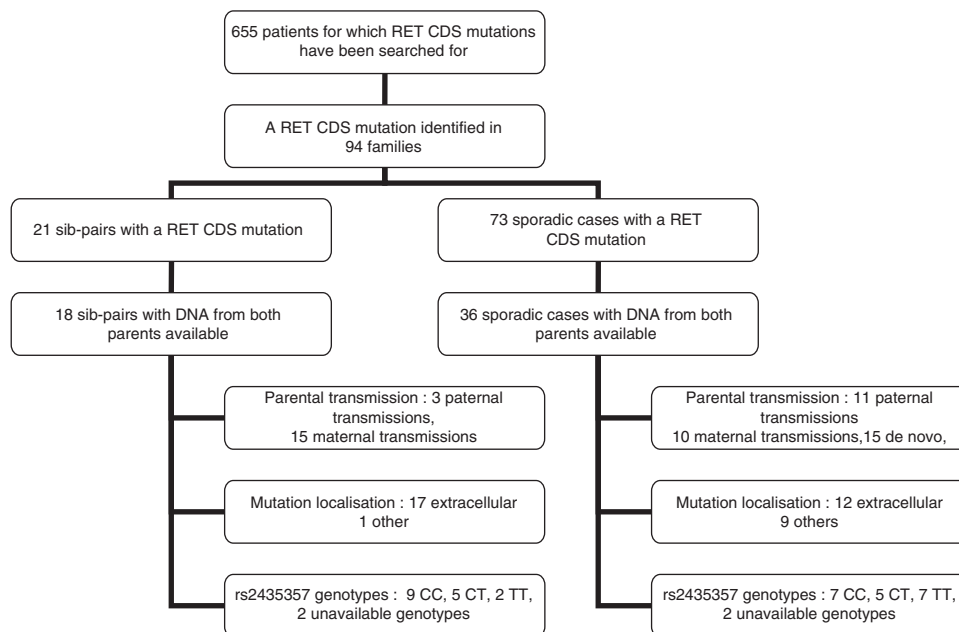 655 patients for which RET CDS mutations
have been searched for
A RET CDS mutation identified in
94 families
21 sib-pairs with a RET CDS mutation
73 sporadic cases with a RET
CDS mutation
18 sib-pairs with DNA from both
parents available
36 sporadic cases with DNA from both
parents available
Parental transmission : 3 paternal
transmissions,
15 maternal transmissions
Parental transmission : 11 paternal
transmissions
10 maternal transmissions,15 de novo,
Mutation localisation : 17 extracellular
1 other
Mutation localisation : 12 extracellular
9 others
rs2435357 genotypes : 9 CC, 5 CT, 2 TT,
2 unavailable genotypes
rs2435357 genotypes : 7 CC, 5 CT, 7 TT,
2 unavailable genotypes